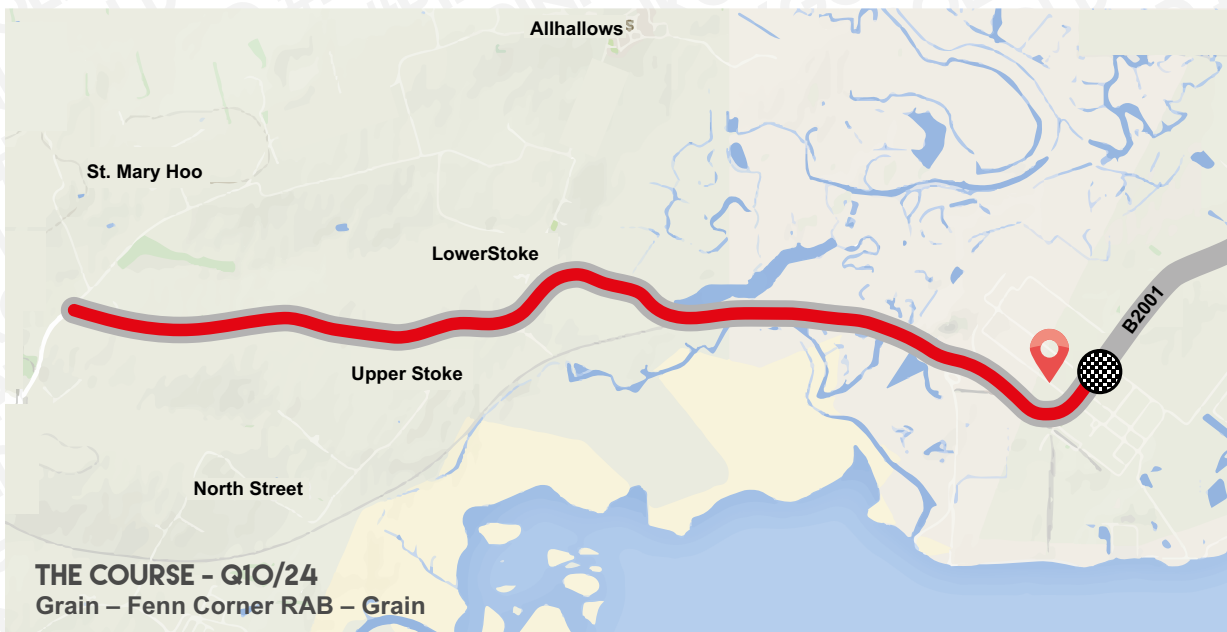 Allhallows
S
St. Mary Hoo
LowerStoke
B2001
Upper Stoke
North Street
THE COURSE - Q10/24
Grain – Fenn Corner RAB – Grain